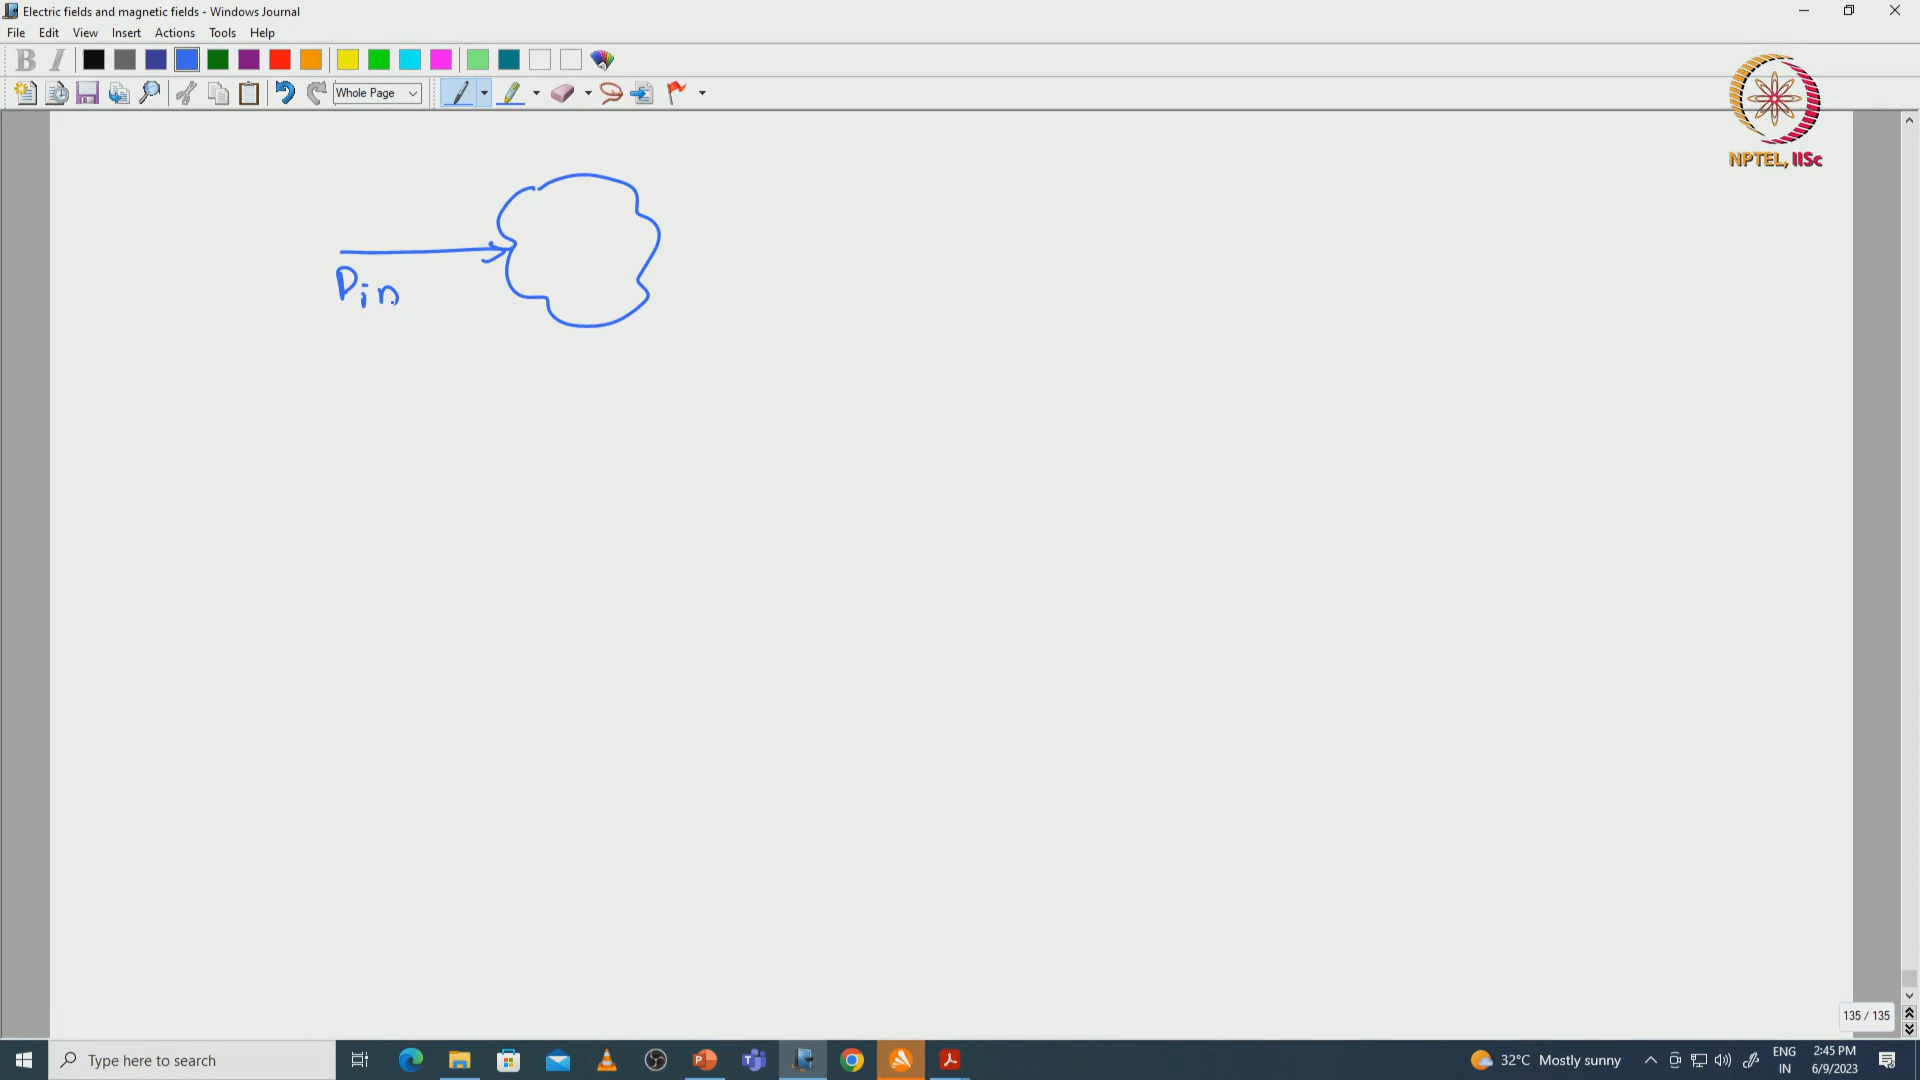 Electric fields and magnetic fields - Windows Journal
File Edit View Insert Actions Tools Help
B I
Whole Page
NPTEL, IISc
Pin
135 / 135
Type here to search
32°C Mostly sunny
ENG
IN
2:45 PM
6/9/2023